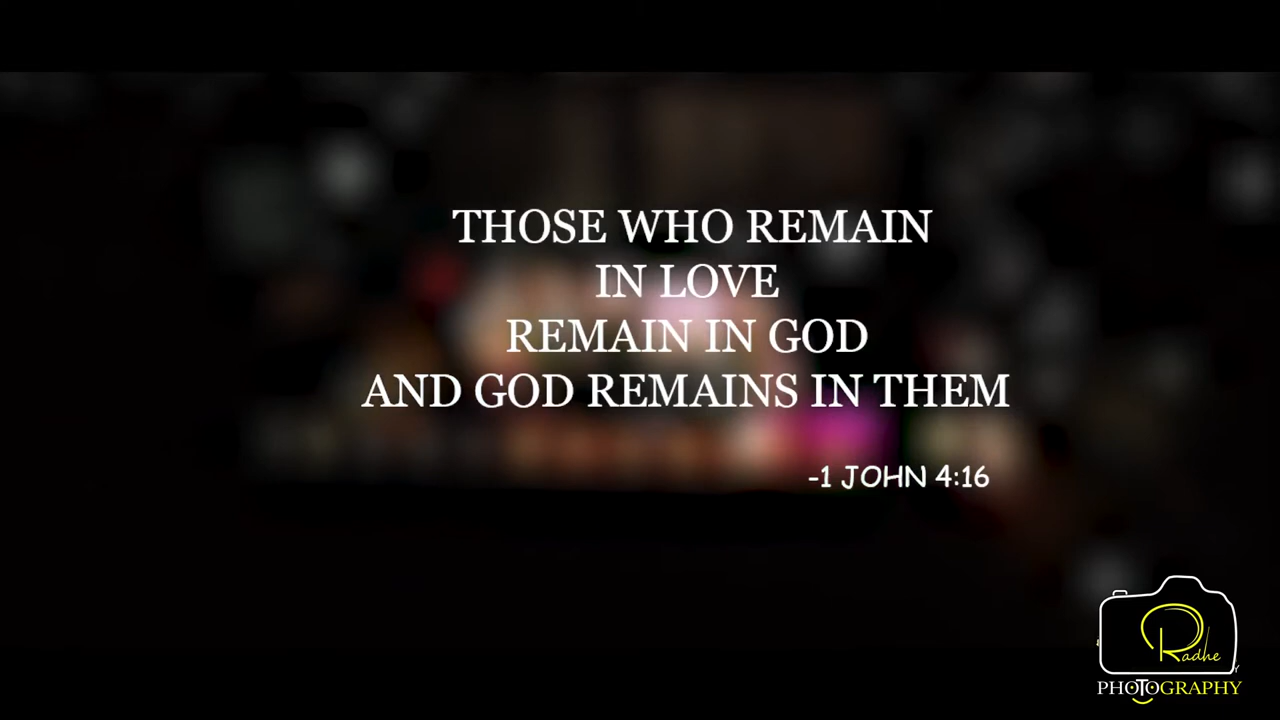 THOSE WHO REMAIN
IN LOVE
REMAIN IN GOD
AND GOD REMAINS IN THEM
-1 JOHN 4:16
Radhe
PHOTOGRAPHY